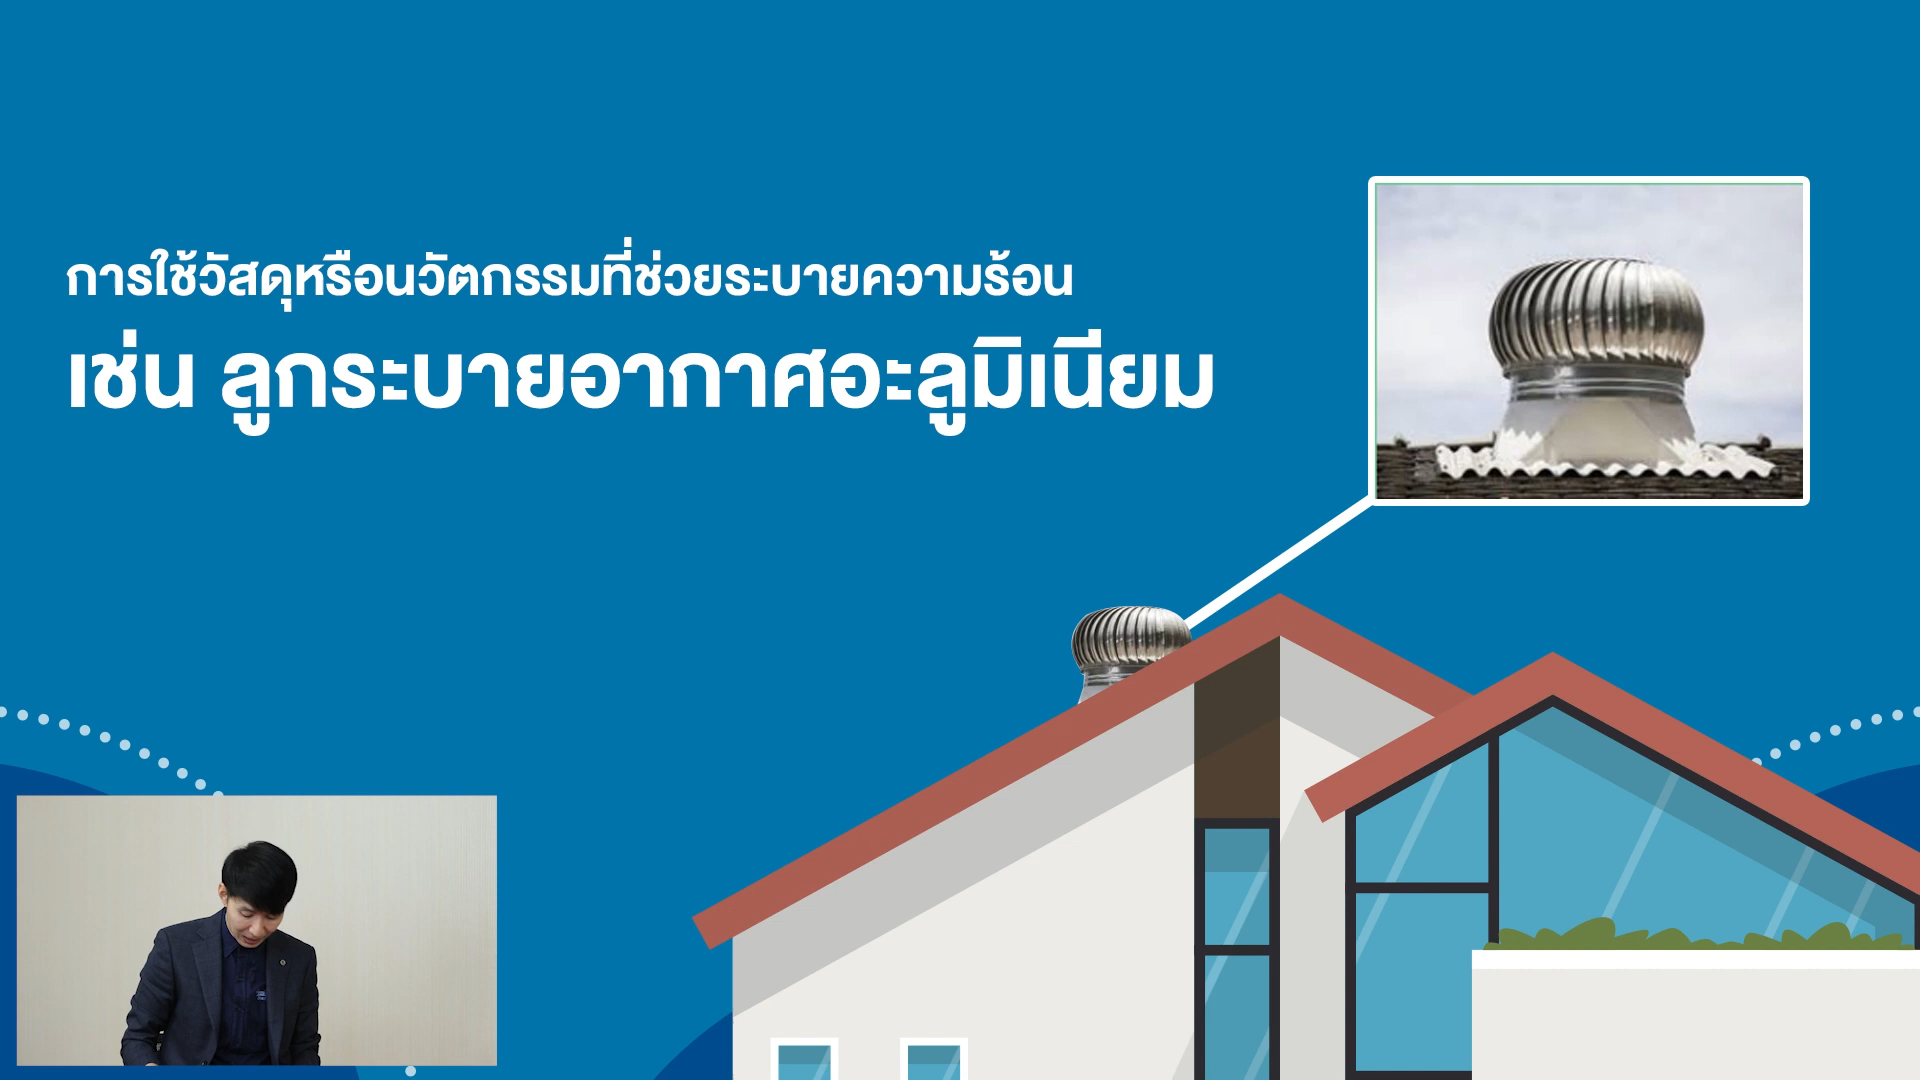 การใช้วัสดุหรือนวัตกรรมที่ช่วยระบายความร้อน
เช่น ลูกระบายอากาศอะลูมิเนียม